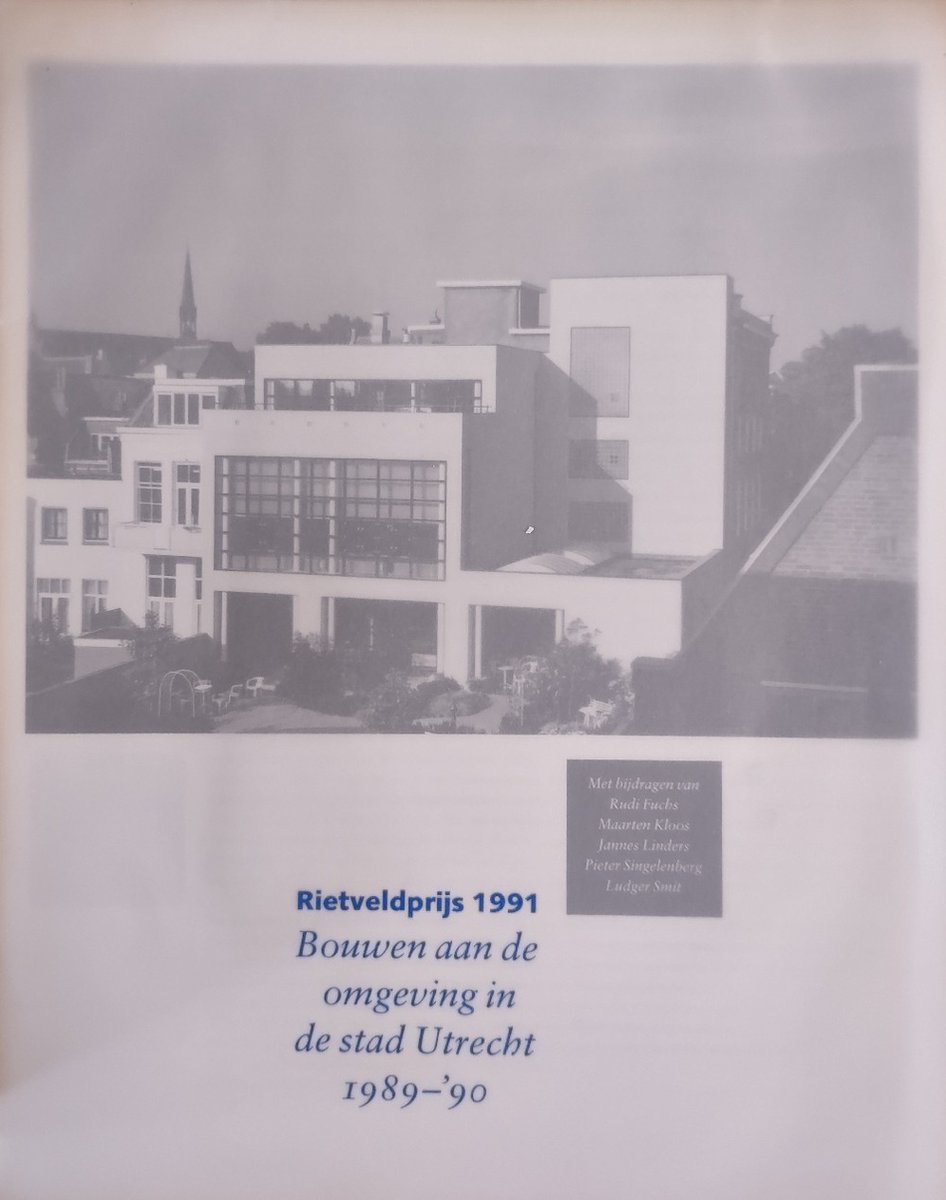 Met bijdragen van
Rudi Fuchs
Maarten Kloos
Jannes Linders
Pieter Singelenberg
Ludger Smit
Rietveldprijs 1991
Bouwen aan de
omgeving in
de stad Utrecht
1989–’90